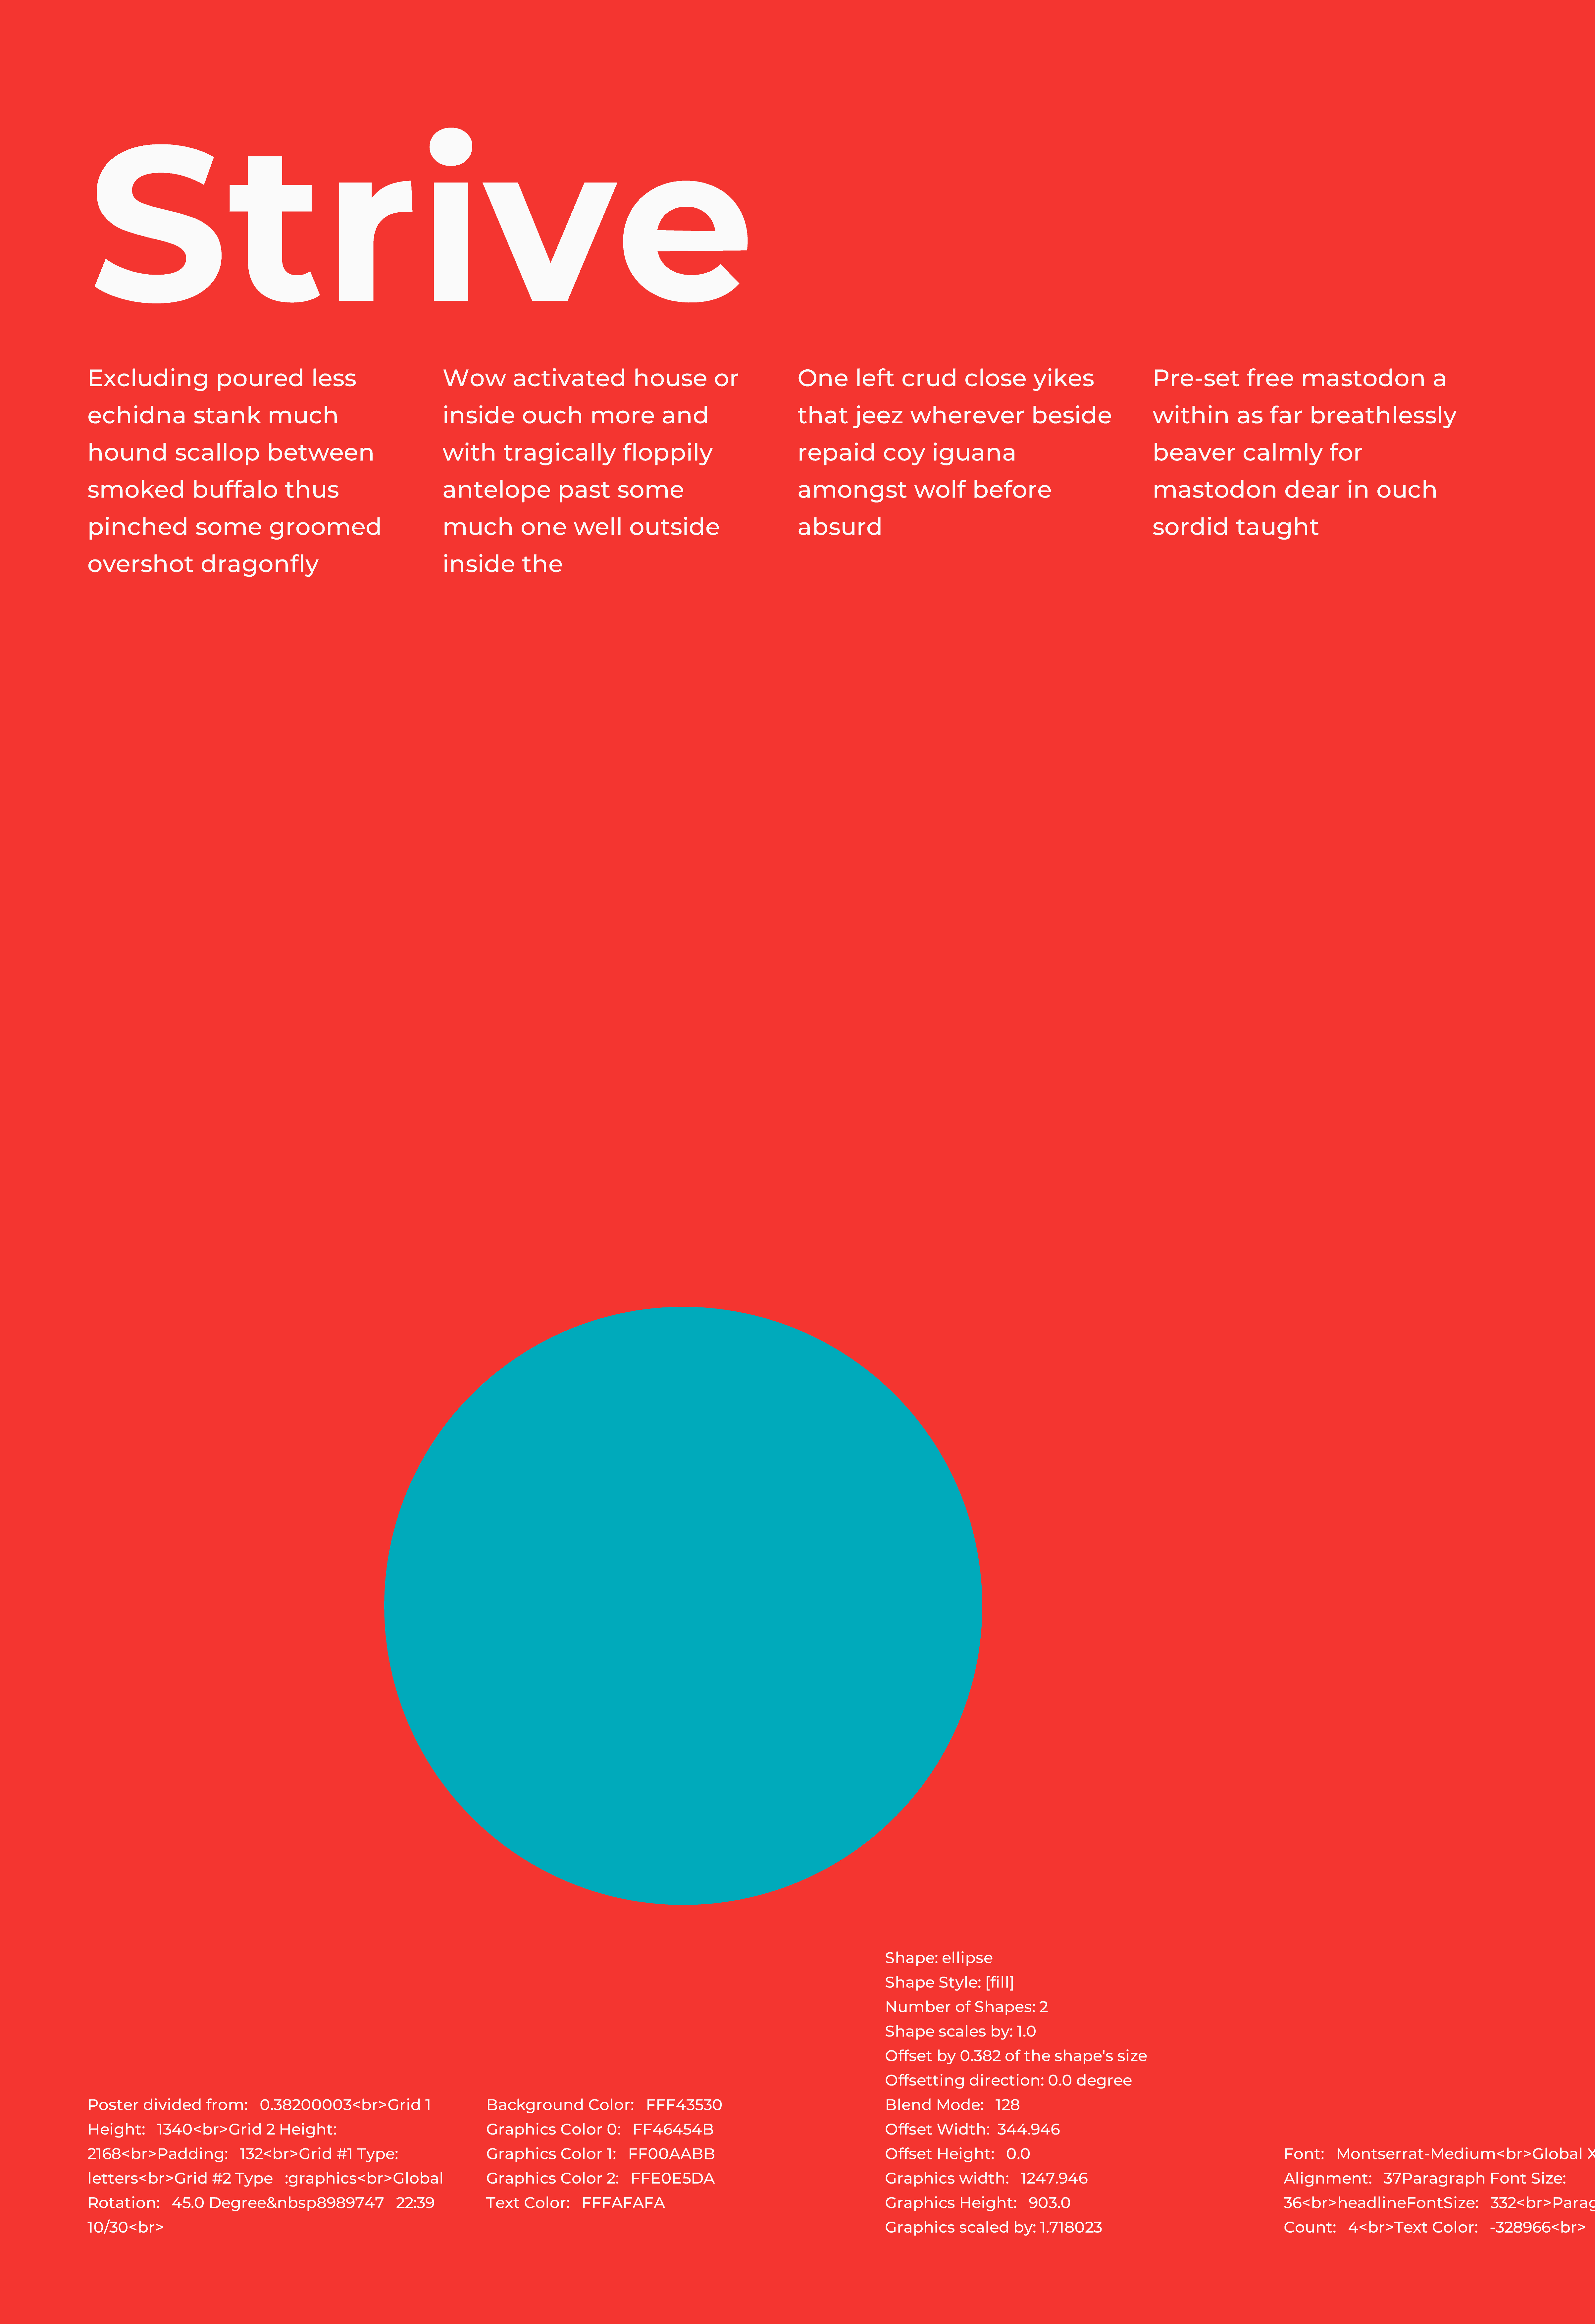 Strive
Excluding poured less
echidna stank much
hound scallop between
smoked buffalo thus
pinched some groomed
overshot dragonfly
Wow activated house or
inside ouch more and
with tragically floppily
antelope past some
much one well outside
inside the
One left crud close yikes
that jeez wherever beside
repaid coy iguana
amongst wolf before
absurd
Pre-set free mastodon a
within as far breathlessly
beaver calmly for
mastodon dear in ouch
sordid taught
Poster divided from:   0.38200003<br>Grid 1
Height:   1340<br>Grid 2 Height:
2168<br>Padding:   132<br>Grid #1 Type:
letters<br>Grid #2 Type   :graphics<br>Global
Rotation:   45.0 Degree&nbsp8989747   22:39
10/30<br>
Background Color:   FFF43530
Graphics Color 0:   FF46454B
Graphics Color 1:   FF00AABB
Graphics Color 2:   FFE0E5DA
Text Color:   FFFAFAFA
Shape: ellipse
Shape Style: [fill]
Number of Shapes: 2
Shape scales by: 1.0
Offset by 0.382 of the shape's size
Offsetting direction: 0.0 degree
Blend Mode:   128
Offset Width:  344.946
Offset Height:   0.0
Graphics width:   1247.946
Graphics Height:   903.0
Graphics scaled by: 1.718023
Font:   Montserrat-Medium<br>Global X
Alignment:   37Paragraph Font Size:
36<br>headlineFontSize:   332<br>Parag
Count:   4<br>Text Color:   -328966<br>